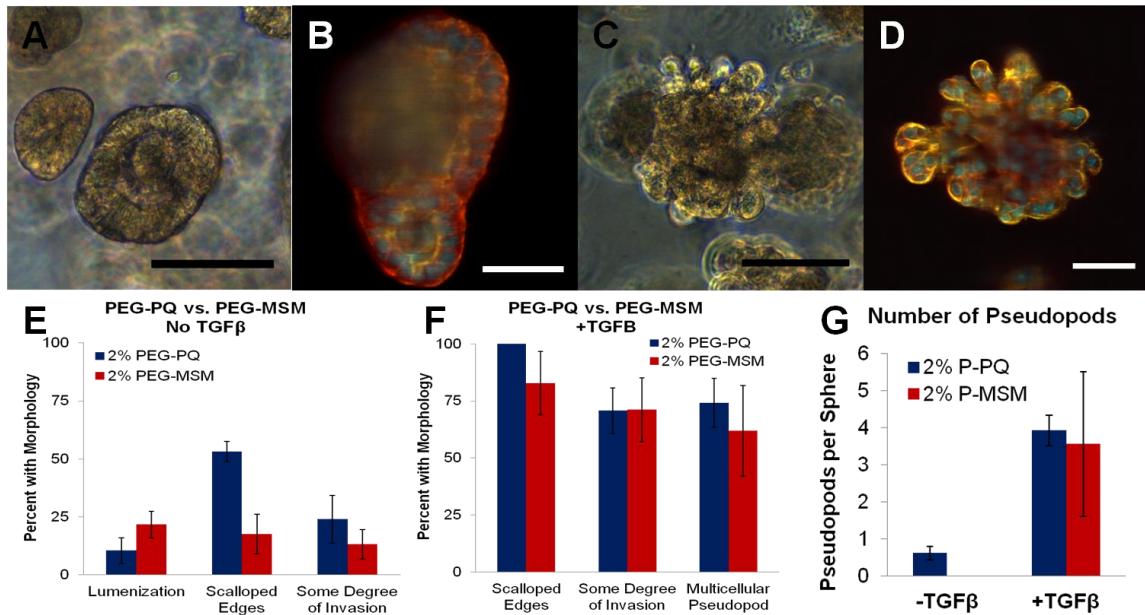 A
B
C
D
E
PEG-PQ vs. PEG-MSM
No TGFβ
2% PEG-PQ
2% PEG-MSM
Percent with Morphology
100
75
50
25
0
Lumenization
Scalloped
Edges
Some Degree
of Invasion
F
PEG-PQ vs. PEG-MSM
+TGFB
2% PEG-PQ
2% PEG-MSM
Percent with Morphology
100
75
50
25
0
Scalloped
Edges
Some Degree
of Invasion
Multicellular
Pseudopod
G
Number of Pseudopods
2% P-PQ
2% P-MSM
Pseudopods per Sphere
6
5
4
3
2
1
0
-TGFβ
+TGFβ